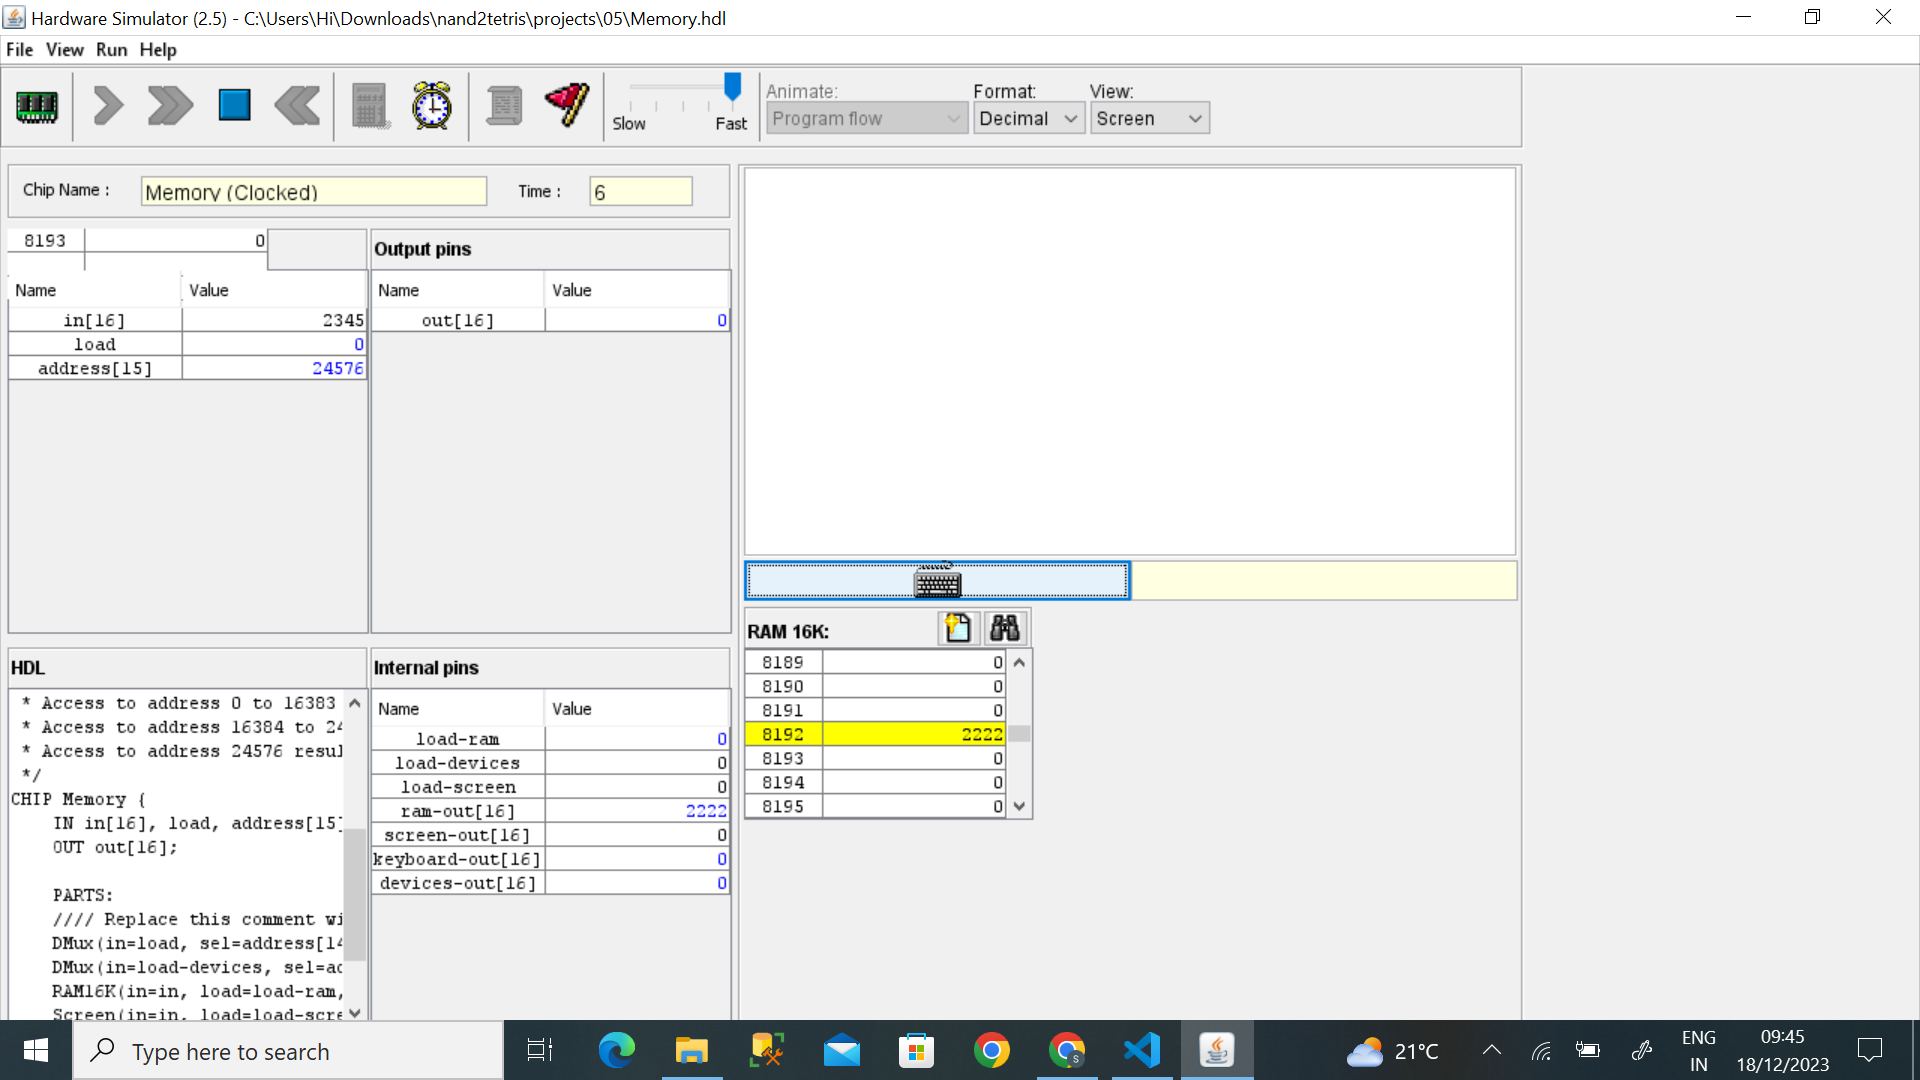 Hardware Simulator (2.5) - C:\Users\Hi\Downloads\nand2tetris\projects\05\Memory.hdl
File View Run Help
Animate: Format: View:
Slow Fast Program flow Decimal Screen
Chip Name : Memory (Clocked) Time : 6
8193 0
Output pins
Name Value Name Value
in[16] 2345 out[16] 0
load 0
address[15] 24576
RAM 16K:
8189 0
8190 0
8191 0
8192 2222
8193 0
8194 0
8195 0
HDL
* Access to address 0 to 16383
* Access to address 16384 to 24
* Access to address 24576 resul
*/
CHIP Memory {
IN in[16], load, address[15]
OUT out[16];
PARTS:
//// Replace this comment wi
DMux(in=load, sel=address[14
DMux(in=load-devices, sel=ad
RAM16K(in=in, load=load-ram,
Screen(in=in, load=load-scre
Internal pins
Name Value
load-ram 0
load-devices 0
load-screen 0
ram-out[16] 2222
screen-out[16] 0
keyboard-out[16] 0
devices-out[16] 0
Type here to search
S
21°C
ENG
IN
09:45
18/12/2023